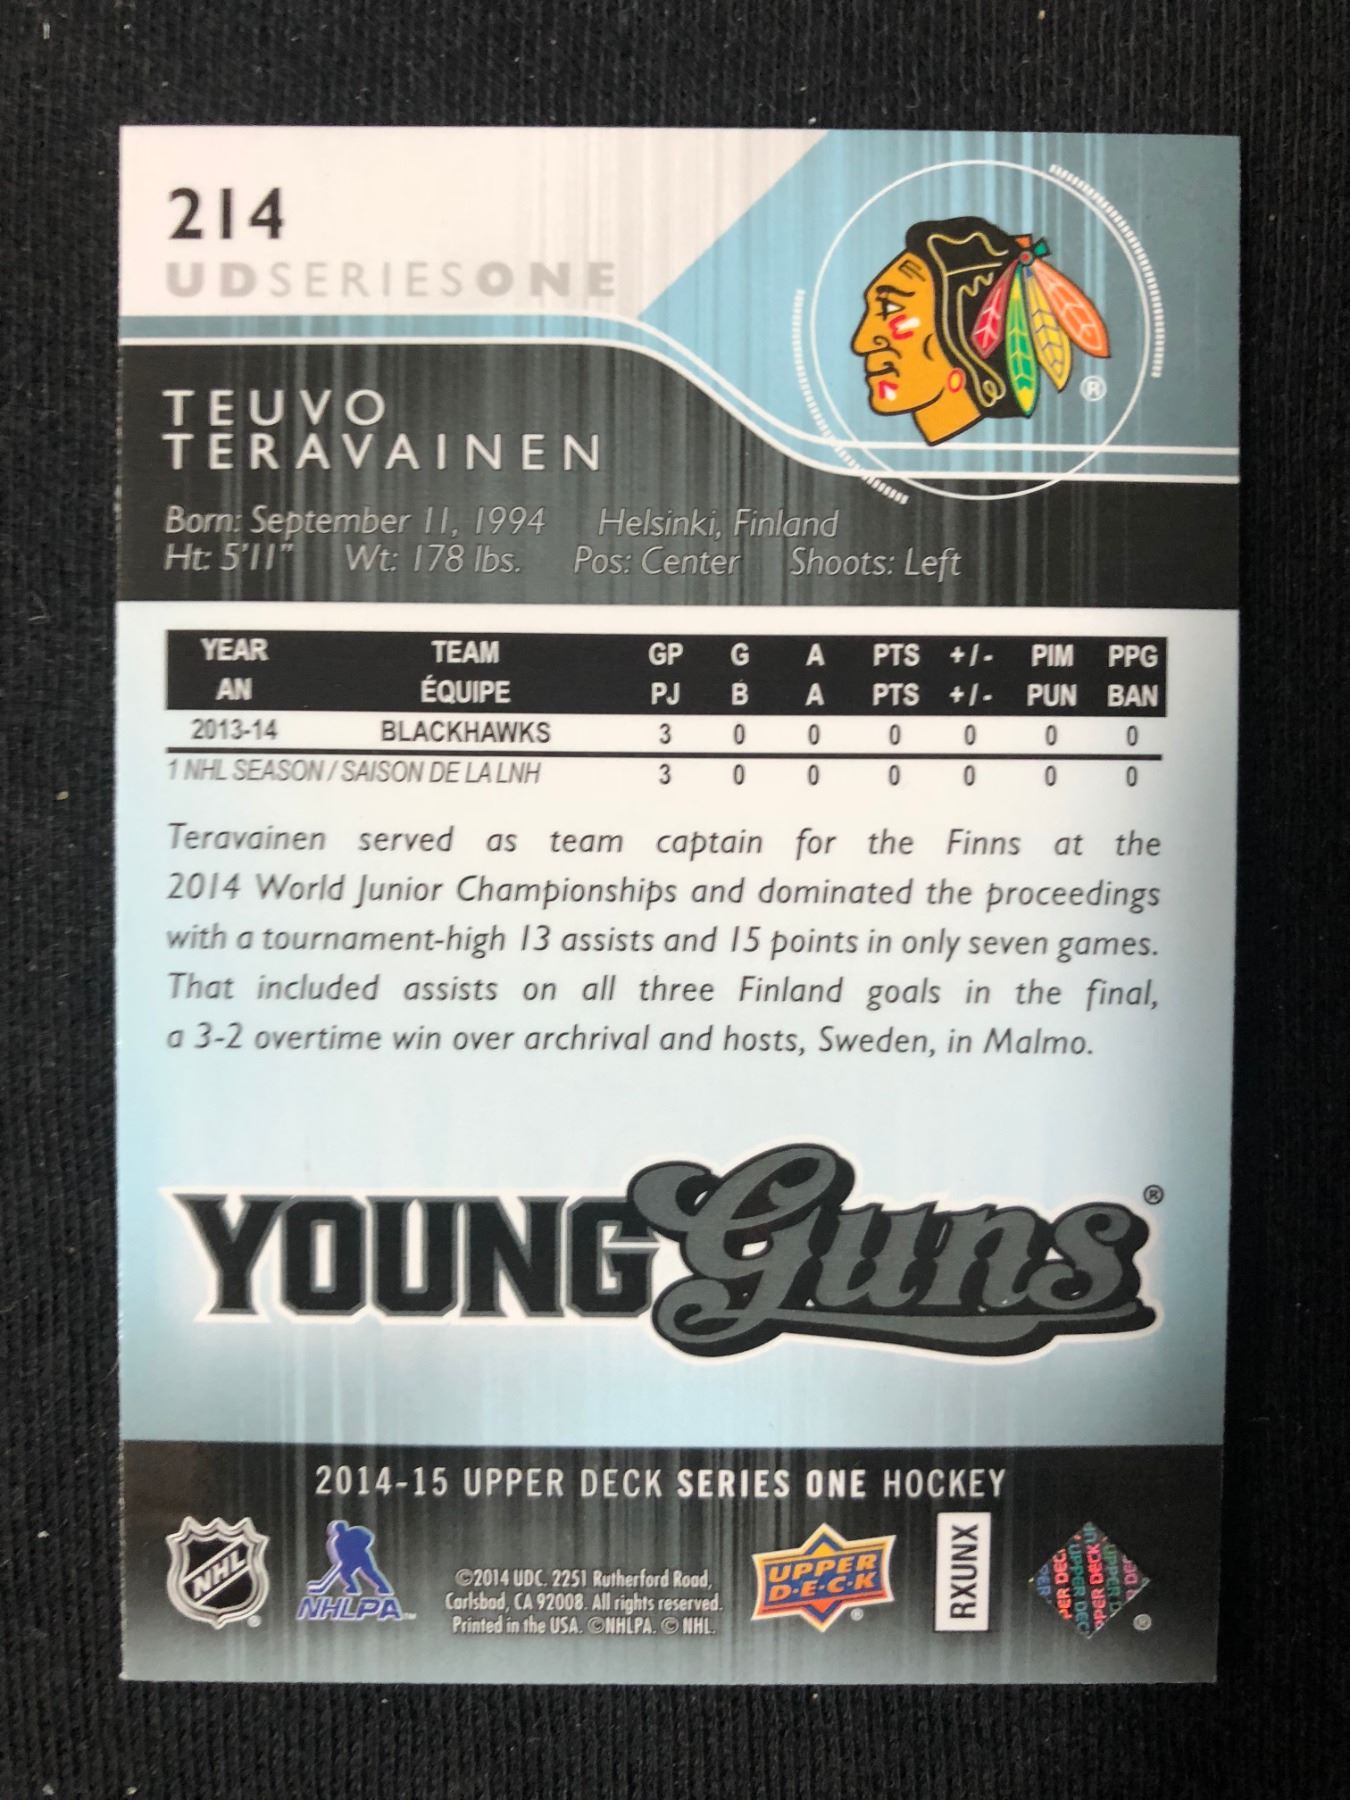 214
UDSERIESONE
®
TEUVO
TERAVAINEN
Born: September 11, 1994 Helsinki, Finland
Ht: 5'11" Wt: 178 lbs. Pos: Center Shoots: Left
YEAR TEAM GP G A PTS +/- PIM PPG
AN ÉQUIPE PJ B A PTS +/- PUN BAN
2013-14 BLACKHAWKS 3 0 0 0 0 0 0
1 NHL SEASON / SAISON DE LA LNH 3 0 0 0 0 0 0
Teravainen served as team captain for the Finns at the
2014 World Junior Championships and dominated the proceedings
with a tournament-high 13 assists and 15 points in only seven games.
That included assists on all three Finland goals in the final,
a 3-2 overtime win over archrival and hosts, Sweden, in Malmo.
YOUNG Guns ®
2014-15 UPPER DECK SERIES ONE HOCKEY
NHL ®
NHLPA ™
©2014 UDC. 2251 Rutherford Road,
Carlsbad, CA 92008. All rights reserved.
Printed in the USA. ©NHLPA. © NHL.
UPPER
D·E·C·K ®
RXUNX
UPPER DECK
®